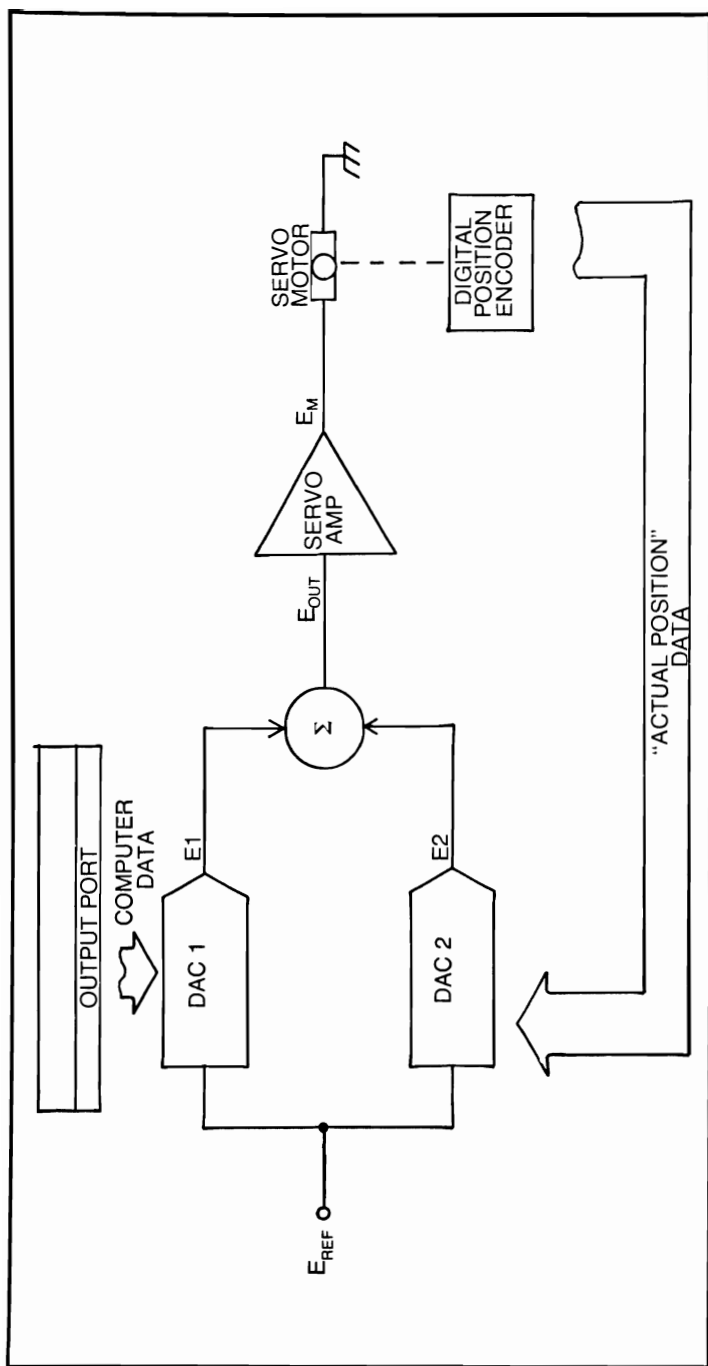 OUTPUT PORT
COMPUTER
DATA
DAC 1
E1
E_REF
DAC 2
E2
Σ
E_OUT
SERVO
AMP
E_M
SERVO
MOTOR
DIGITAL
POSITION
ENCODER
"ACTUAL POSITION"
DATA